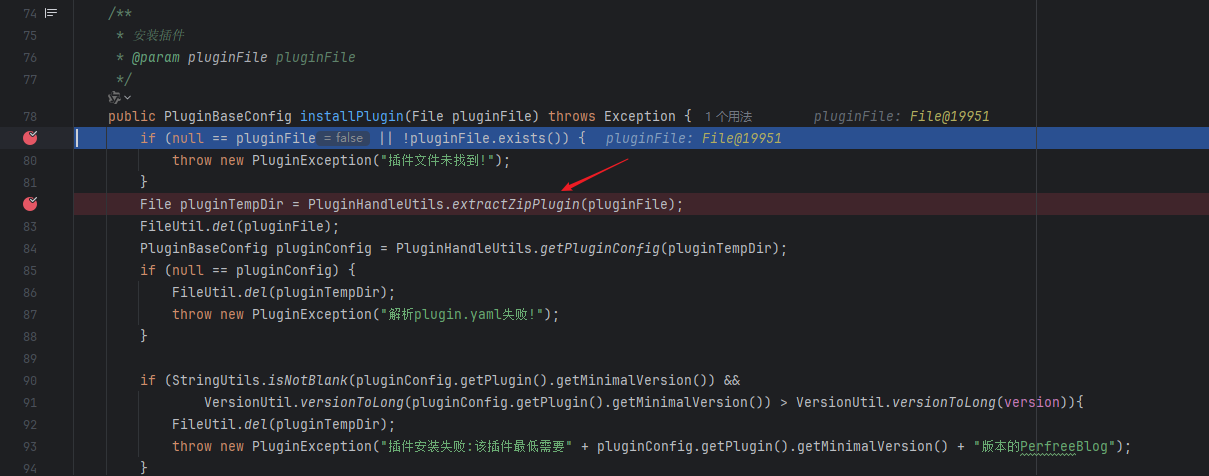 74 /**
75 * 安装插件
76 * @param pluginFile pluginFile
77 */
78 public PluginBaseConfig installPlugin(File pluginFile) throws Exception { 1个用法 pluginFile: File@19951
if (null == pluginFile = false || !pluginFile.exists()) { pluginFile: File@19951
80 throw new PluginException("插件文件未找到!");
81 }
File pluginTempDir = PluginHandleUtils.extractZipPlugin(pluginFile);
83 FileUtil.del(pluginFile);
84 PluginBaseConfig pluginConfig = PluginHandleUtils.getPluginConfig(pluginTempDir);
85 if (null == pluginConfig) {
86 FileUtil.del(pluginTempDir);
87 throw new PluginException("解析plugin.yaml失败!");
88 }
89
90 if (StringUtils.isNotBlank(pluginConfig.getPlugin().getMinimalVersion()) &&
91 VersionUtil.versionToLong(pluginConfig.getPlugin().getMinimalVersion()) > VersionUtil.versionToLong(version)){
92 FileUtil.del(pluginTempDir);
93 throw new PluginException("插件安装失败:该插件最低需要" + pluginConfig.getPlugin().getMinimalVersion() + "版本的PerfreeBlog");
94 }